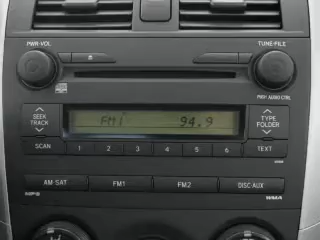 PWR·VOL TUNE·FILE
PUSH AUDIO CTRL
FM1 94.9
SEEK TRACK
TYPE FOLDER
SCAN 1 2 3 4 5 6 TEXT
AM·SAT FM1 FM2 DISC·AUX
MP3 WMA